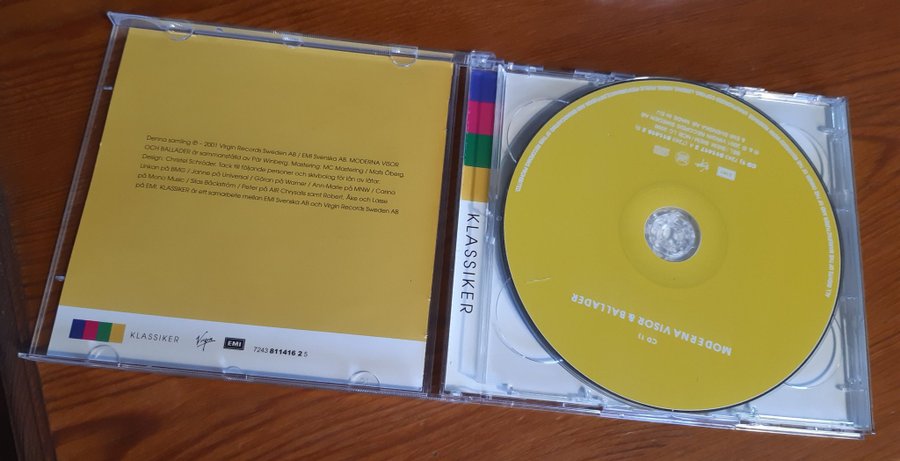 Denna samling ℗ - 2001 Virgin Records Sweden AB / EMI Svenska AB. MODERNA VISOR
OCH BALLADER är sammanställd av Pär Winberg. Mastering: MC Mastering / Mats Öberg.
Design: Christel Schröder. Tack till följande personer och skivbolag för lån av låtar:
Linkan på BMG / Janne på Universal / Göran på Warner / Ann-Marie på MNW / Carina
på Mono Music / Silas Bäckström / Peter på AIR Chrysalis samt Robert, Åke och Lasse
på EMI. KLASSIKER är ett samarbete mellan EMI Svenska AB och Virgin Records Sweden AB
KLASSIKER
Virgin
EMI
7243 811416 2 5
KLASSIKER
EMI
MODERNA VISOR & BALLADER
CD 1